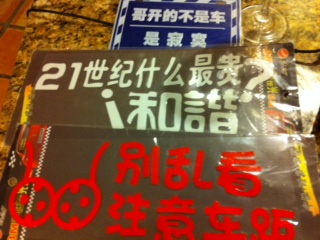 哥开的不是车
是寂寞
21世纪什么最贵?
i和谐
别乱看
注意车距